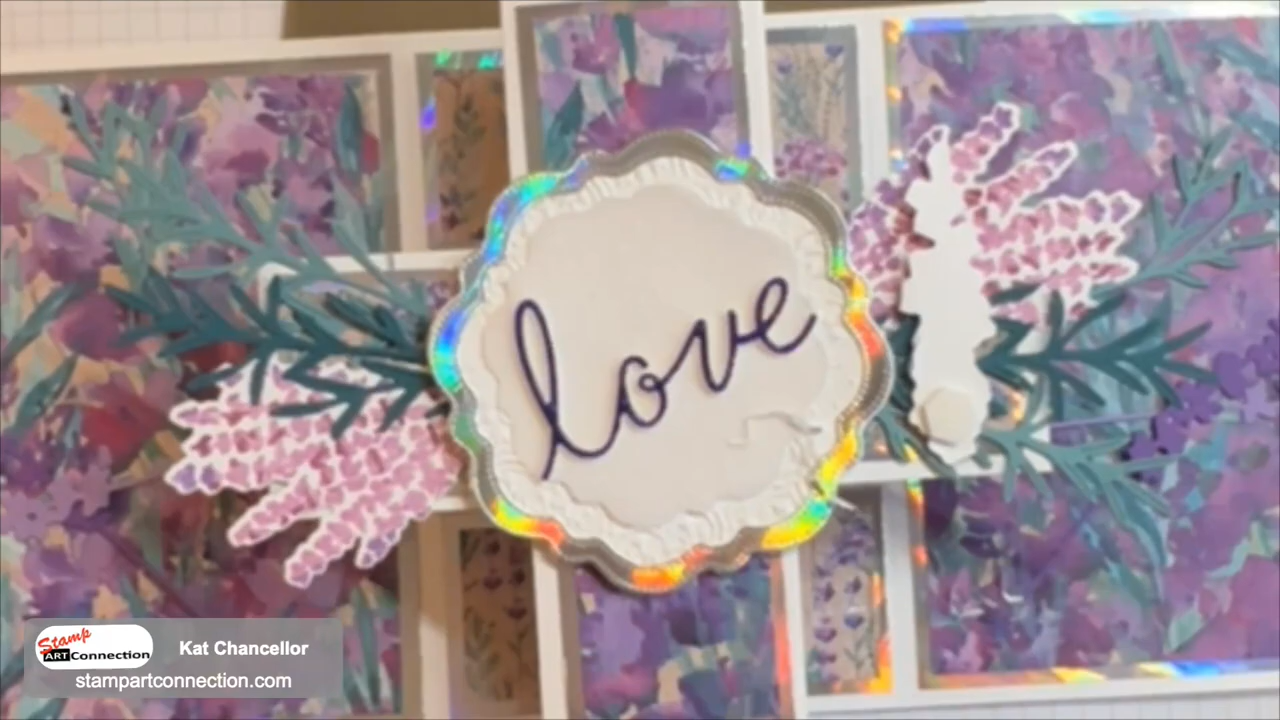 love
Stamp
ART Connection
Kat Chancellor
stampartconnection.com